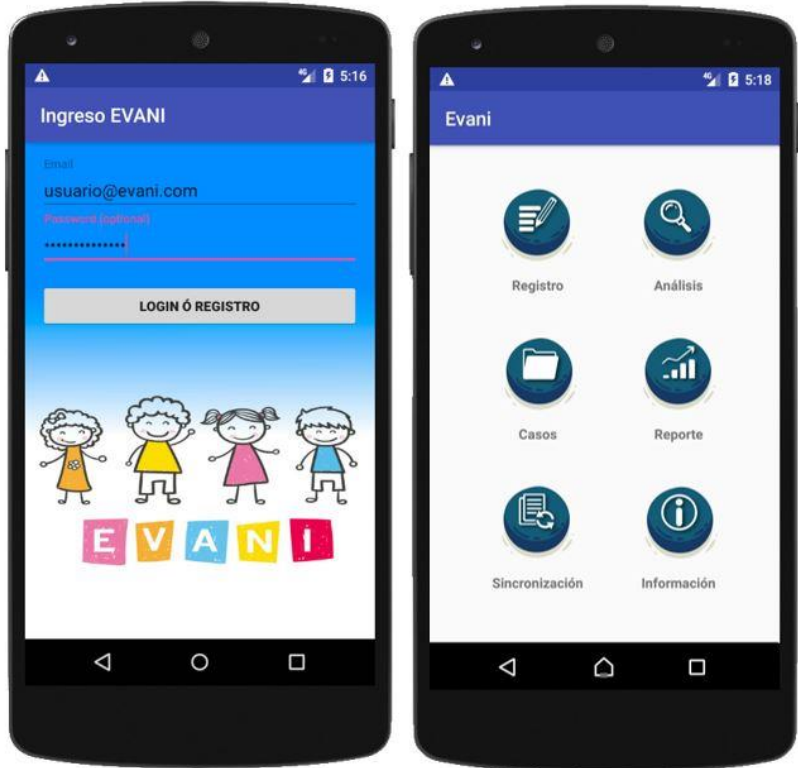 5:16
Ingreso EVANI
Email
usuario@evani.com
Password (optional)
LOGIN Ó REGISTRO
EVANI
4G 5:18
Evani
Registro Análisis
Casos Reporte
Sincronización Información